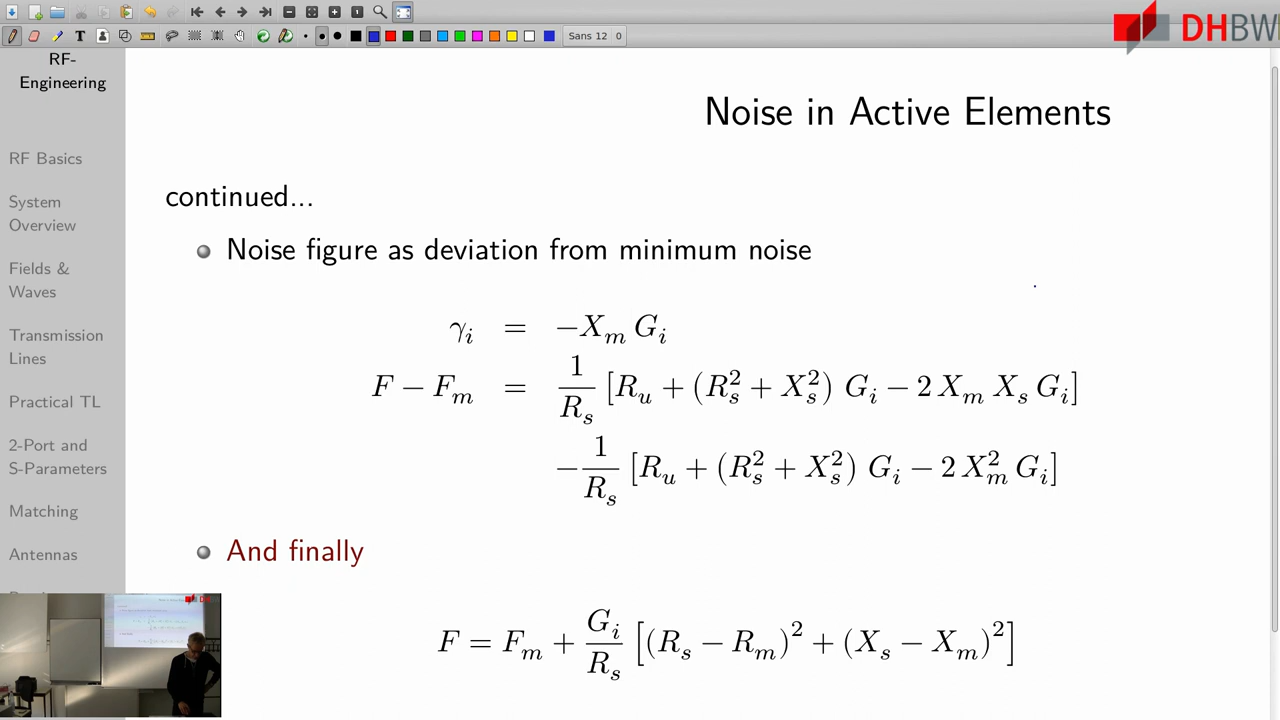 Sans 12 0
DHBW
RF-
Engineering
RF Basics
System
Overview
Fields &
Waves
Transmission
Lines
Practical TL
2-Port and
S-Parameters
Matching
Antennas
Noise in Active Elements
continued...
Noise figure as deviation from minimum noise
γ_i = −X_m G_i
F − F_m = 1/R_s [R_u + (R_s^2 + X_s^2) G_i − 2 X_m X_s G_i]
−1/R_s [R_u + (R_s^2 + X_s^2) G_i − 2 X_m^2 G_i]
And finally
F = F_m + G_i/R_s [(R_s − R_m)^2 + (X_s − X_m)^2]